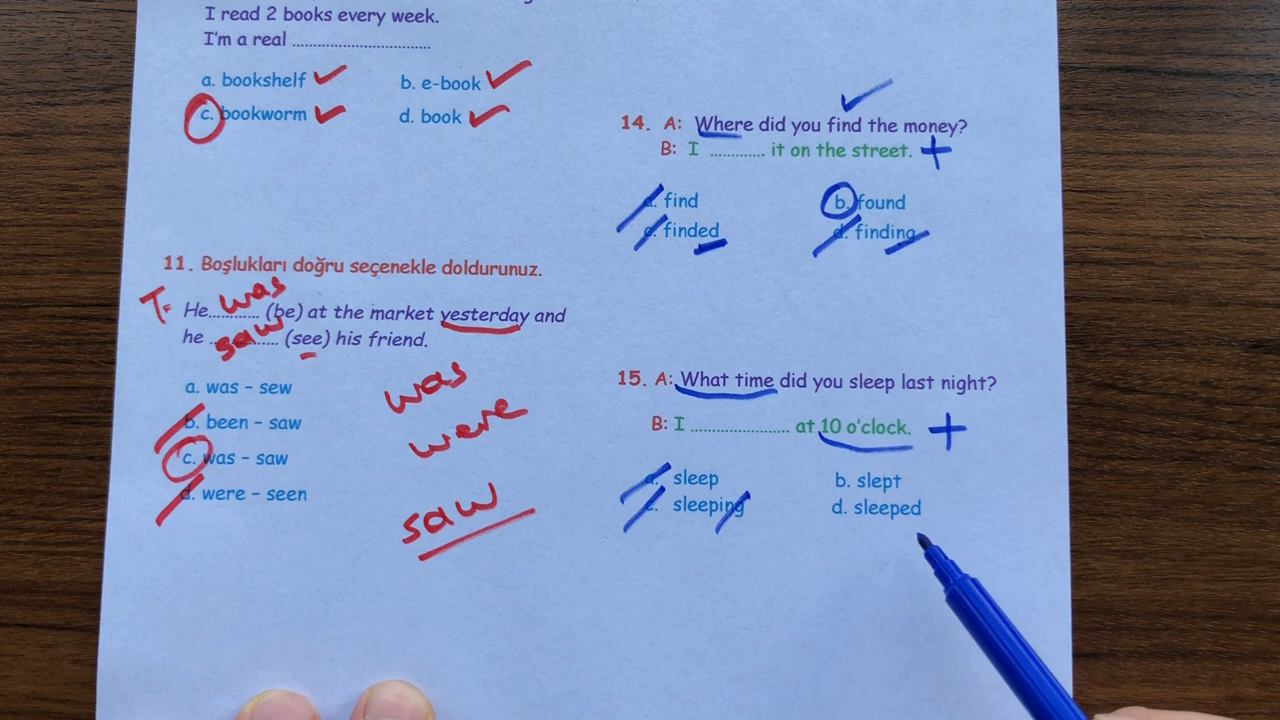 I read 2 books every week.
I'm a real ................................
a. bookshelf b. e-book
c. bookworm d. book
11. Boşlukları doğru seçenekle doldurunuz.
T:
was
He............ (be) at the market yesterday and
saw
he ................ (see) his friend.
a. was - sew
b. been - saw
c. was - saw
d. were - seen
was
were
saw
14. A: Where did you find the money?
B: I ............. it on the street. +
a. find b. found
c. finded d. finding
15. A: What time did you sleep last night?
B: I ....................... at 10 o'clock. +
a. sleep b. slept
c. sleeping d. sleeped